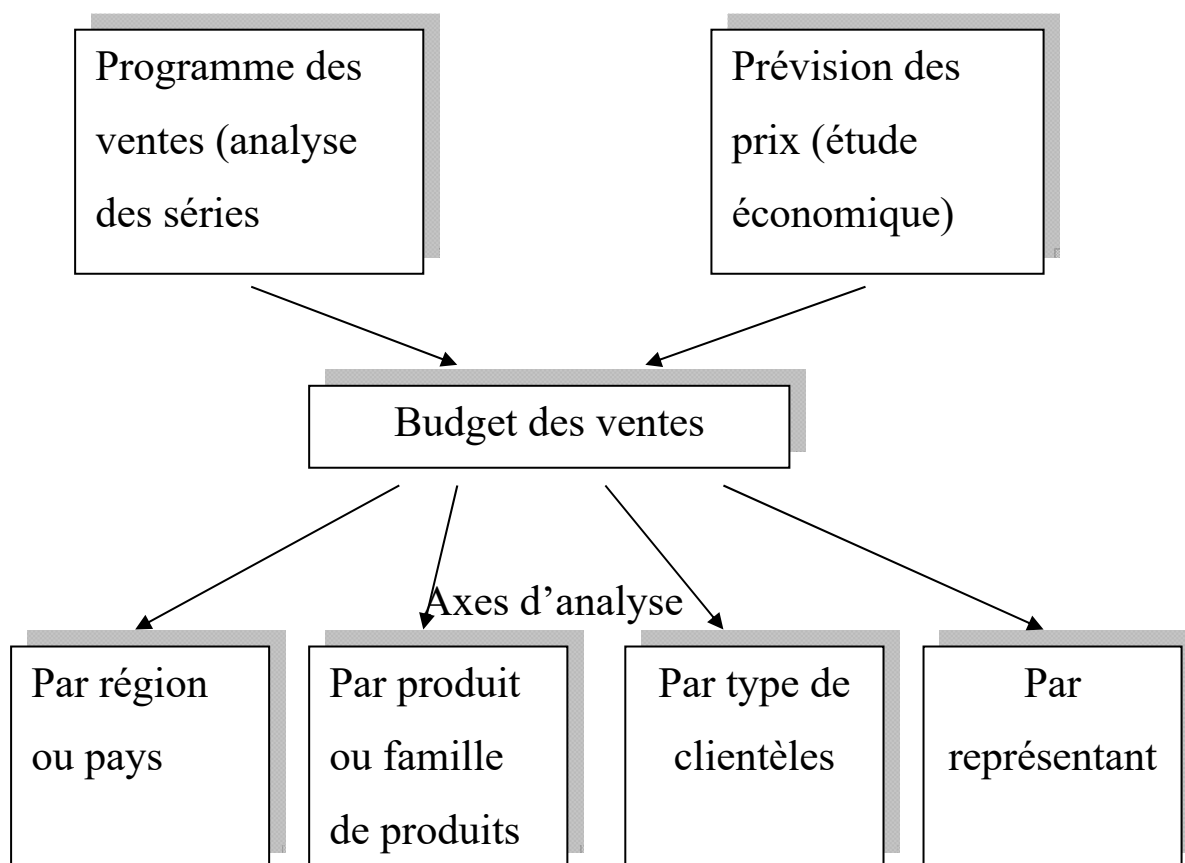 Programme des
ventes (analyse
des séries
Prévision des
prix (étude
économique)
Budget des ventes
Axes d’analyse
Par région
ou pays
Par produit
ou famille
de produits
Par type de
clientèles
Par
représentant